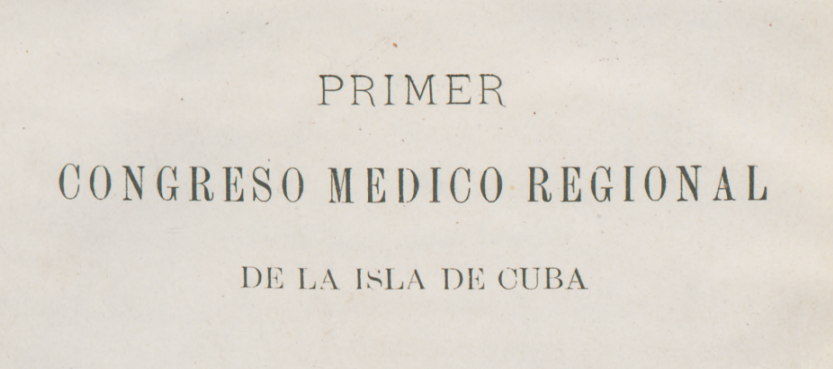 PRIMER
CONGRESO MEDICO REGIONAL
DE LA ISLA DE CUBA